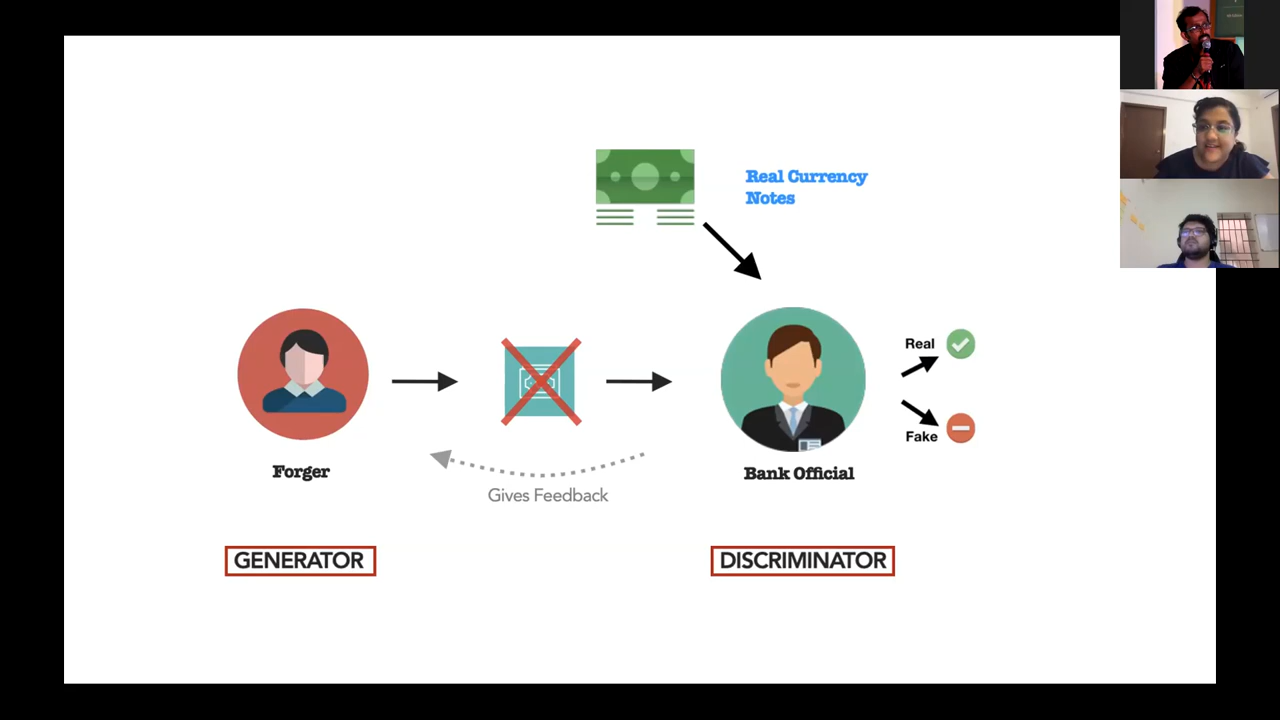 Real Currency
Notes
Real
Fake
Forger
Gives Feedback
Bank Official
GENERATOR
DISCRIMINATOR